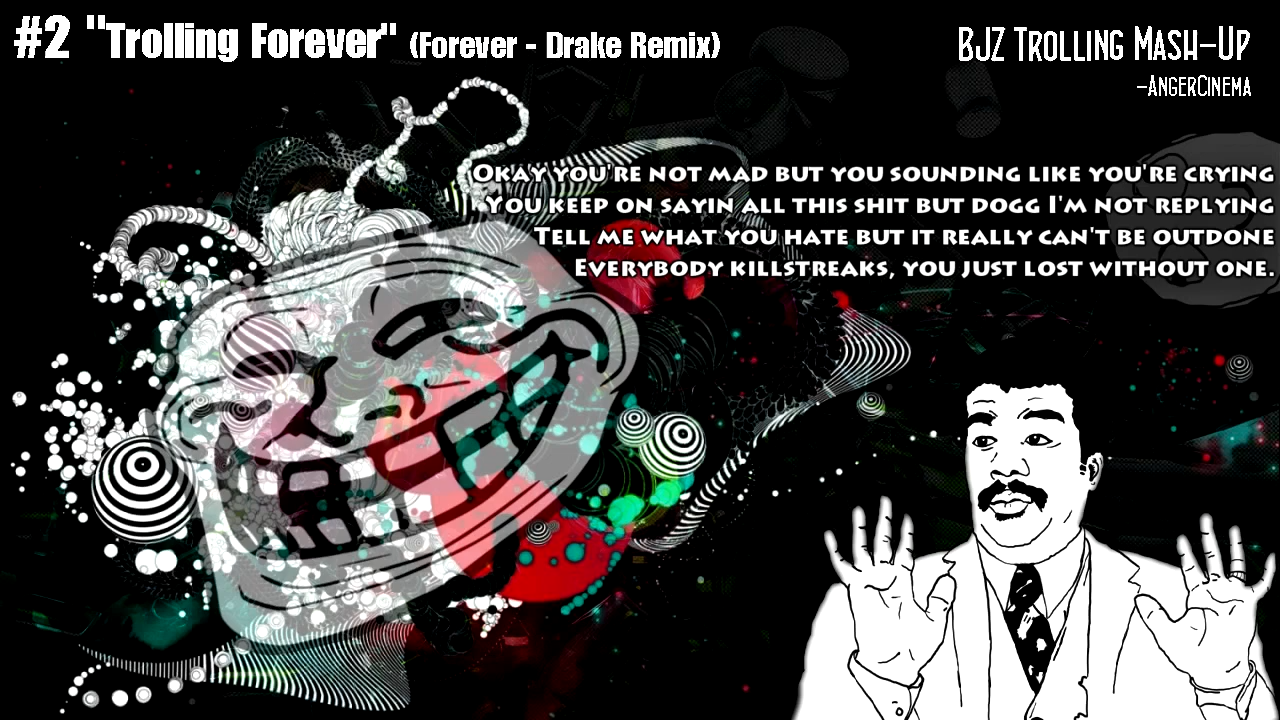 #2 "Trolling Forever" (Forever - Drake Remix)
BJZ Trolling Mash-Up
-AngerCinema
Okay you're not mad but you sounding like you're crying
You keep on sayin all this shit but dogg I'm not replying
Tell me what you hate but it really can't be outdone
Everybody killstreaks, you just lost without one.